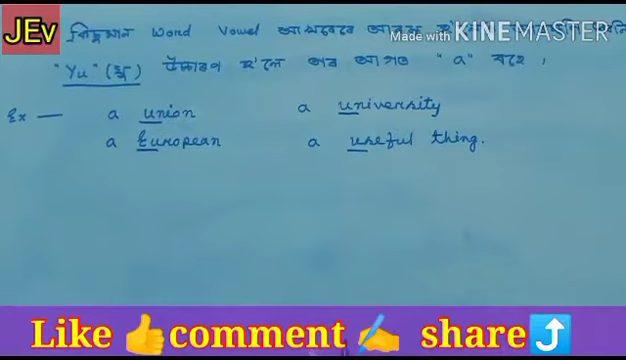 JEv
কিছুমান Word Vowel আখৰেৰে আৰম্ভ
Made with KINEMASTER
"Yu" (য়ু) উচ্চাৰণ হ'লে তাৰ আগত "a" বহে।
Ex — a union a university
a European a useful thing.
Like 👍 comment ✍ share ⤴